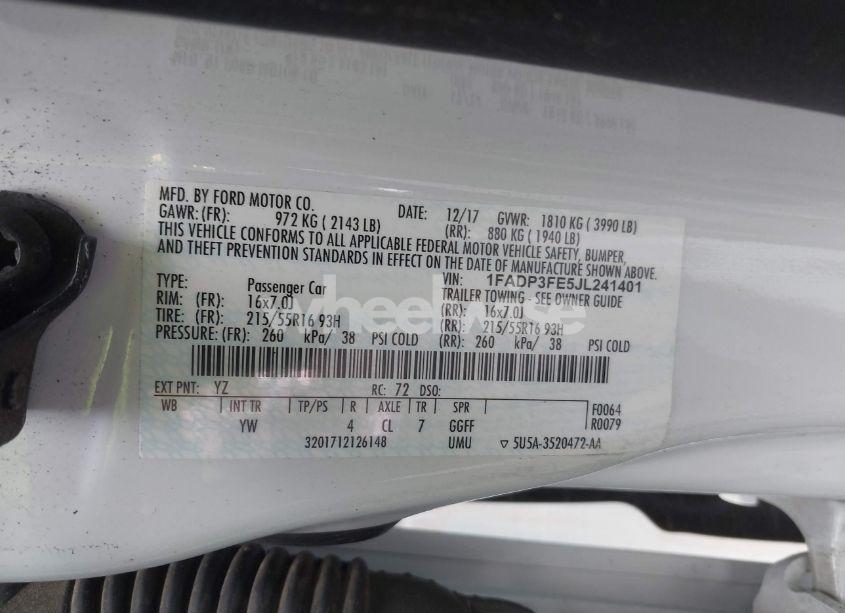 MFD. BY FORD MOTOR CO. DATE: 12/17 GVWR: 1810 KG ( 3990 LB)
GAWR: (FR): 972 KG ( 2143 LB) (RR): 880 KG ( 1940 LB)
THIS VEHICLE CONFORMS TO ALL APPLICABLE FEDERAL MOTOR VEHICLE SAFETY, BUMPER,
AND THEFT PREVENTION STANDARDS IN EFFECT ON THE DATE OF MANUFACTURE SHOWN ABOVE.
VIN: 1FADP3FE5JL241401
TYPE: Passenger Car TRAILER TOWING - SEE OWNER GUIDE
RIM: (FR): 16x7.0J (RR): 16x7.0J
TIRE: (FR): 215/55R16 93H (RR): 215/55R16 93H
PRESSURE: (FR): 260 kPa/ 38 PSI COLD (RR): 260 kPa/ 38 PSI COLD
wheelwise
EXT PNT: YZ RC: 72 DSO:
WB INT TR TP/PS R AXLE TR SPR F0064
YW 4 CL 7 GGFF R0079
3201712126148 UMU ▽ 5U5A-3520472-AA